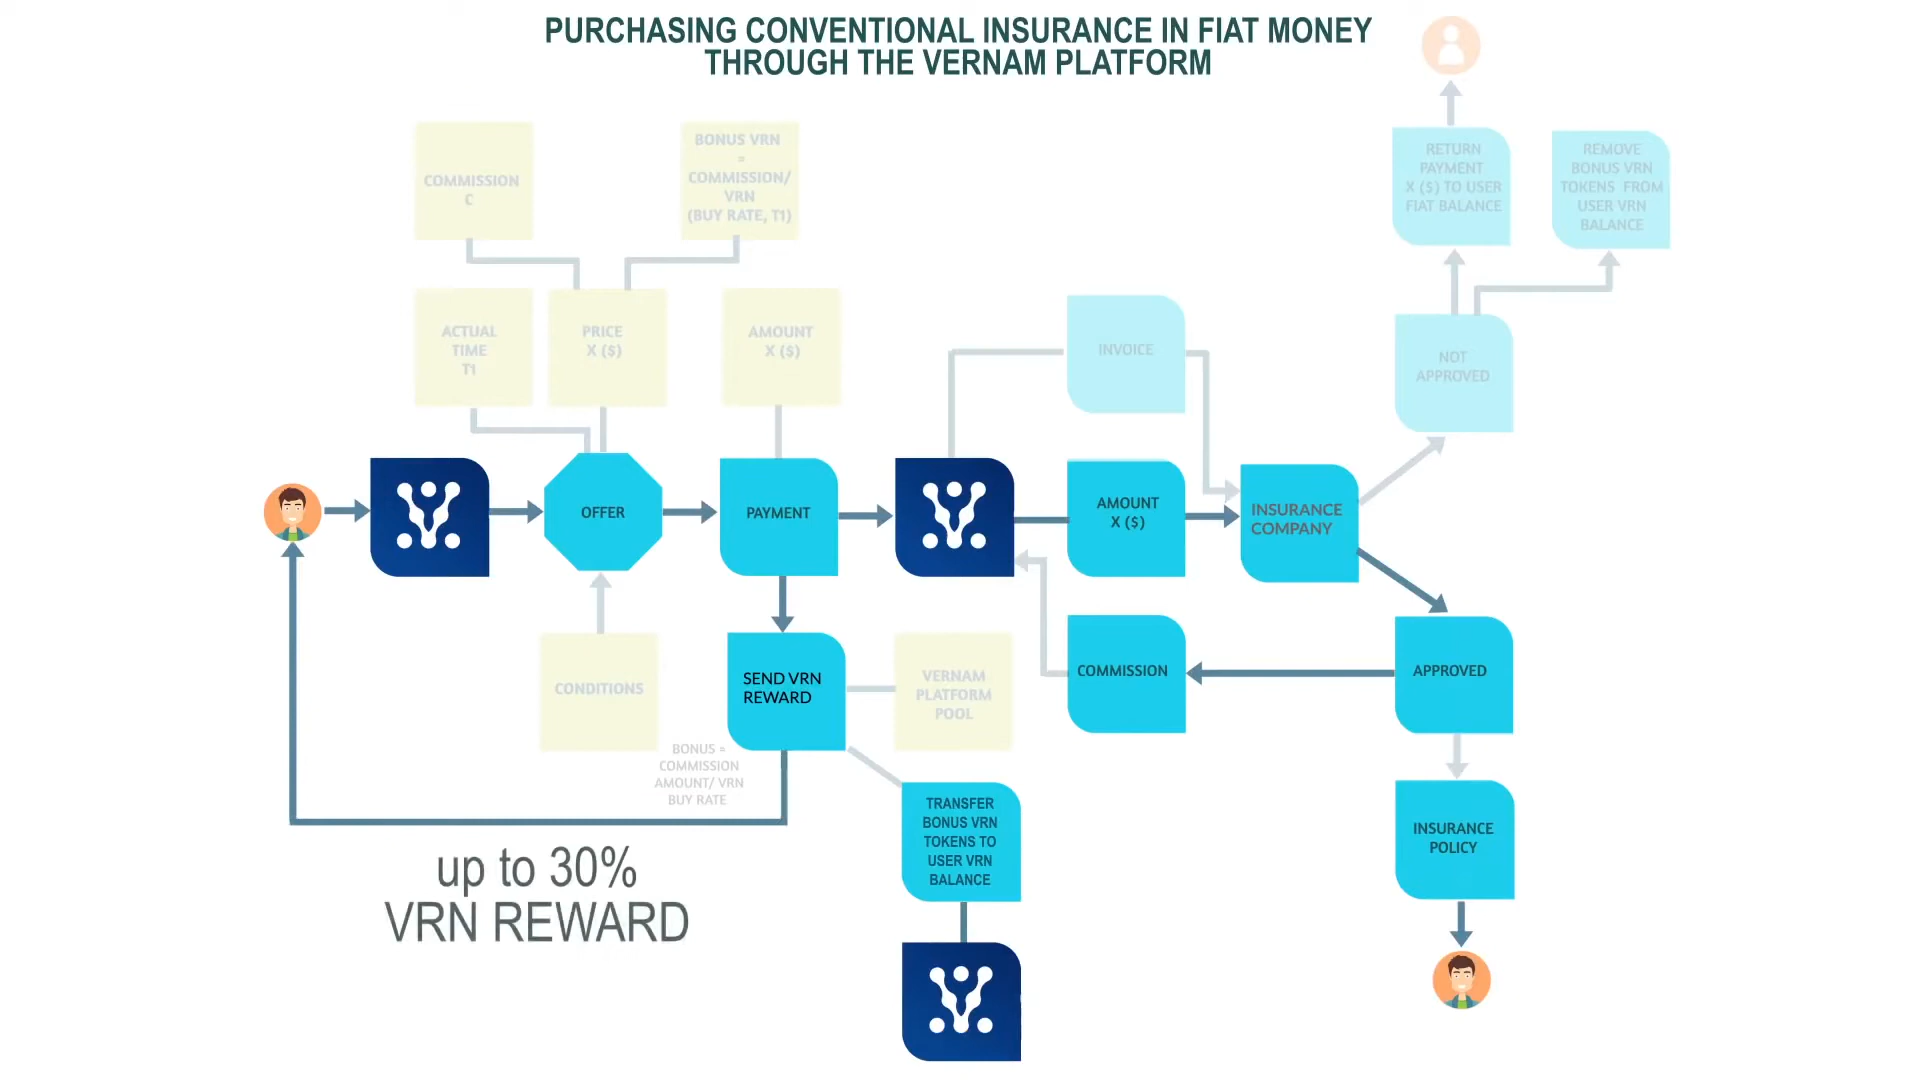 PURCHASING CONVENTIONAL INSURANCE IN FIAT MONEY
THROUGH THE VERNAM PLATFORM
COMMISSION
C
BONUS VRN
=
COMMISSION/
VRN
(BUY RATE, T1)
RETURN
PAYMENT
X ($) TO USER
FIAT BALANCE
REMOVE
BONUS VRN
TOKENS FROM
USER VRN
BALANCE
ACTUAL
TIME
T1
PRICE
X ($)
AMOUNT
X ($)
INVOICE
NOT
APPROVED
OFFER
PAYMENT
AMOUNT
X ($)
INSURANCE
COMPANY
CONDITIONS
SEND VRN
REWARD
VERNAM
PLATFORM
POOL
COMMISSION
APPROVED
BONUS =
COMMISSION
AMOUNT/ VRN
BUY RATE
TRANSFER
BONUS VRN
TOKENS TO
USER VRN
BALANCE
INSURANCE
POLICY
up to 30%
VRN REWARD